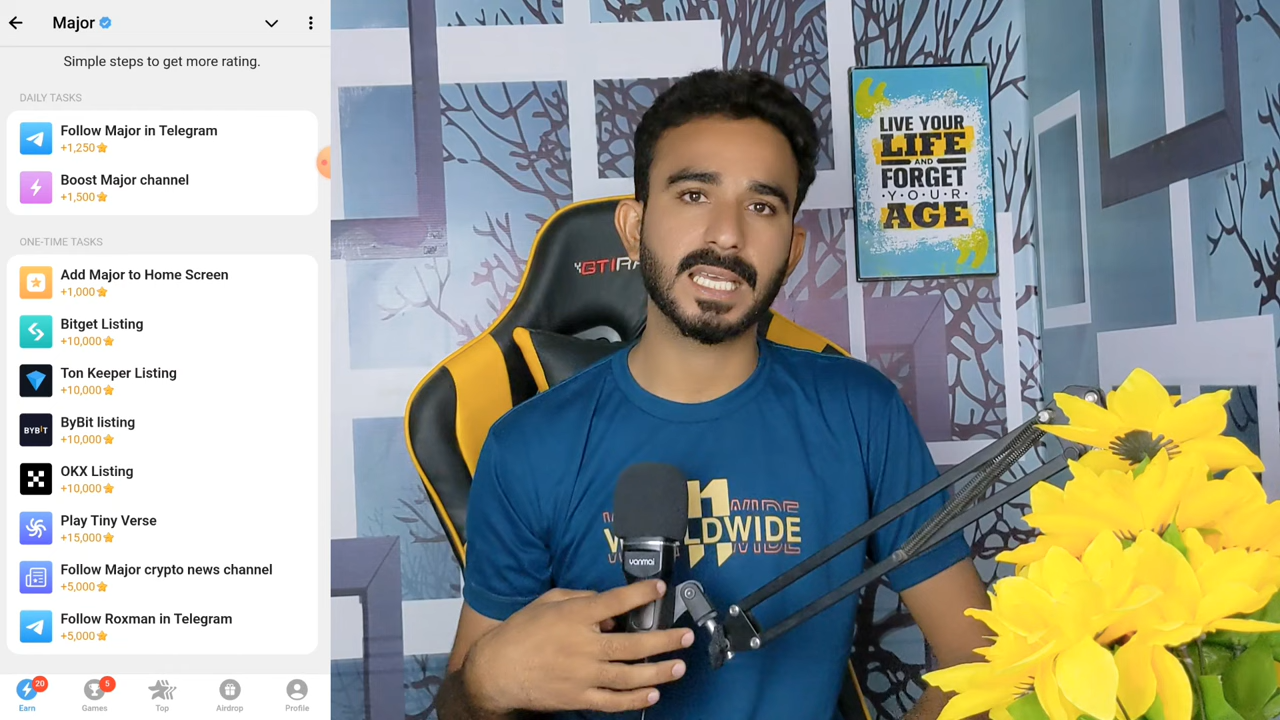 Major
Simple steps to get more rating.
DAILY TASKS
Follow Major in Telegram
+1,250
Boost Major channel
+1,500
ONE-TIME TASKS
Add Major to Home Screen
+1,000
Bitget Listing
+10,000
Ton Keeper Listing
+10,000
BYBIT
ByBit listing
+10,000
OKX Listing
+10,000
Play Tiny Verse
+15,000
Follow Major crypto news channel
+5,000
Follow Roxman in Telegram
+5,000
20
5
Earn
Games
Top
Airdrop
Profile
LIVE YOUR
LIFE
AND
FORGET
YOUR
AGE
vanmai